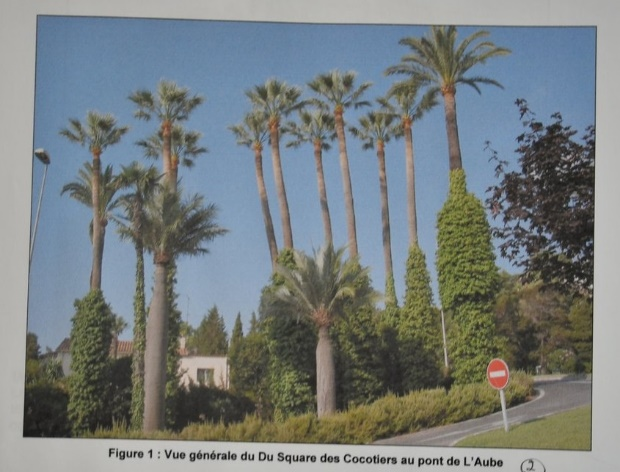 Figure 1 : Vue générale du Du Square des Cocotiers au pont de L'Aube
2